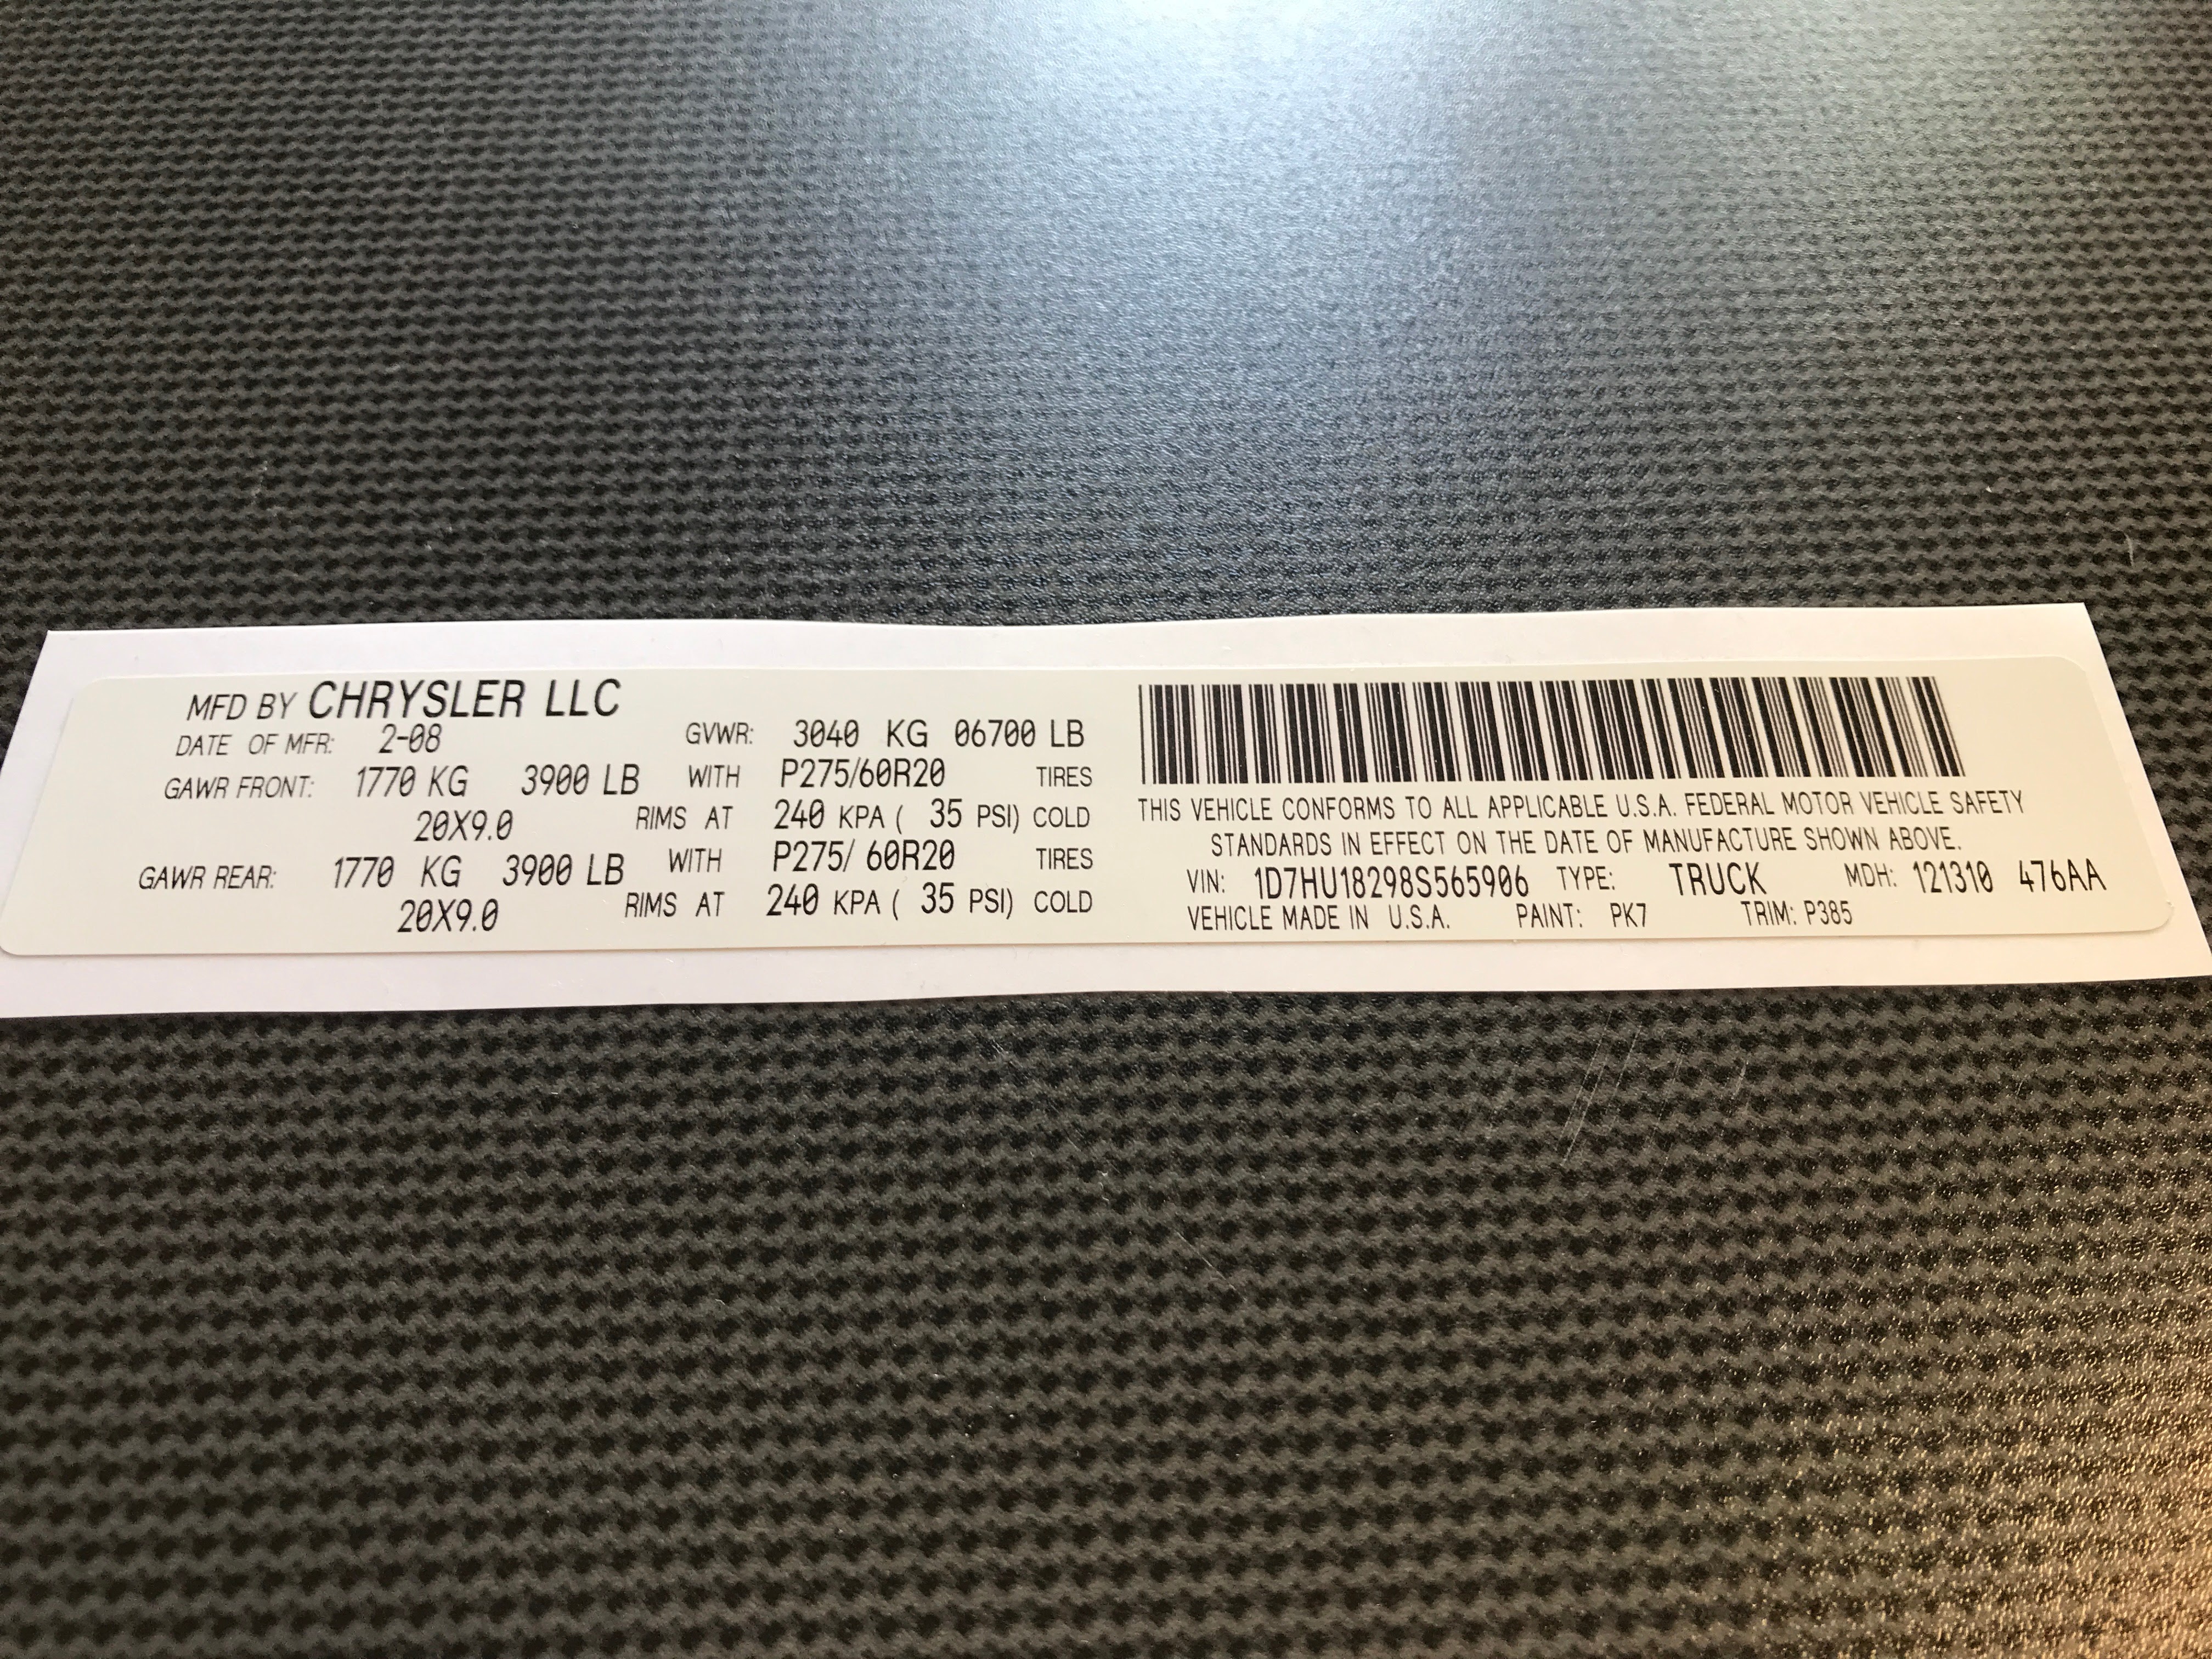 MFD BY CHRYSLER LLC
DATE OF MFR: 2-08 GVWR: 3040 KG 06700 LB
GAWR FRONT: 1770 KG 3900 LB WITH P275/60R20 TIRES
20X9.0 RIMS AT 240 KPA ( 35 PSI) COLD
GAWR REAR: 1770 KG 3900 LB WITH P275/ 60R20 TIRES
20X9.0 RIMS AT 240 KPA ( 35 PSI) COLD
THIS VEHICLE CONFORMS TO ALL APPLICABLE U.S.A. FEDERAL MOTOR VEHICLE SAFETY
STANDARDS IN EFFECT ON THE DATE OF MANUFACTURE SHOWN ABOVE.
VIN: 1D7HU18298S565906 TYPE: TRUCK MDH: 121310 476AA
VEHICLE MADE IN U.S.A. PAINT: PK7 TRIM: P385